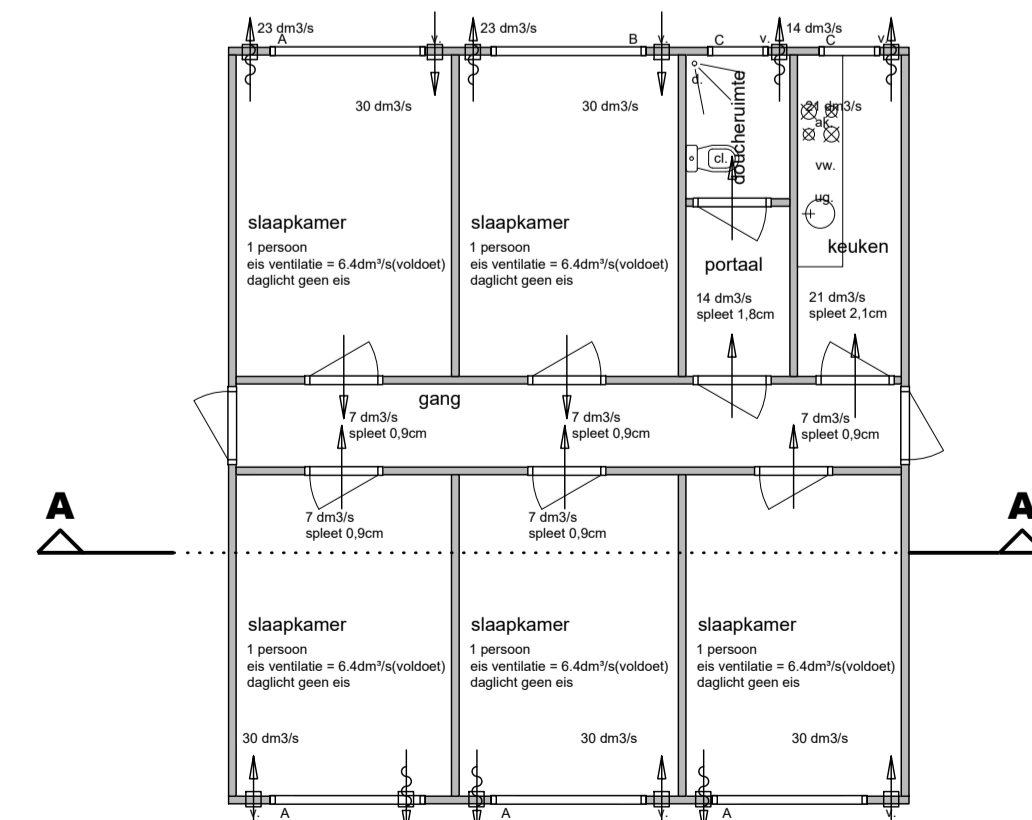 23 dm3/s
A
v.
23 dm3/s
B
v.
C
v.
14 dm3/s
C
v.
30 dm3/s
30 dm3/s
d.
doucheruimte
cl.
21 dm3/s
ak.
vw.
ug.
keuken
slaapkamer
1 persoon
eis ventilatie = 6.4dm³/s(voldoet)
daglicht geen eis
slaapkamer
1 persoon
eis ventilatie = 6.4dm³/s(voldoet)
daglicht geen eis
portaal
14 dm3/s
spleet 1,8cm
21 dm3/s
spleet 2,1cm
gang
7 dm3/s
spleet 0,9cm
7 dm3/s
spleet 0,9cm
7 dm3/s
spleet 0,9cm
7 dm3/s
spleet 0,9cm
7 dm3/s
spleet 0,9cm
A
A
slaapkamer
1 persoon
eis ventilatie = 6.4dm³/s(voldoet)
daglicht geen eis
slaapkamer
1 persoon
eis ventilatie = 6.4dm³/s(voldoet)
daglicht geen eis
slaapkamer
1 persoon
eis ventilatie = 6.4dm³/s(voldoet)
daglicht geen eis
30 dm3/s
30 dm3/s
30 dm3/s
v.
A
A
v.
A
v.